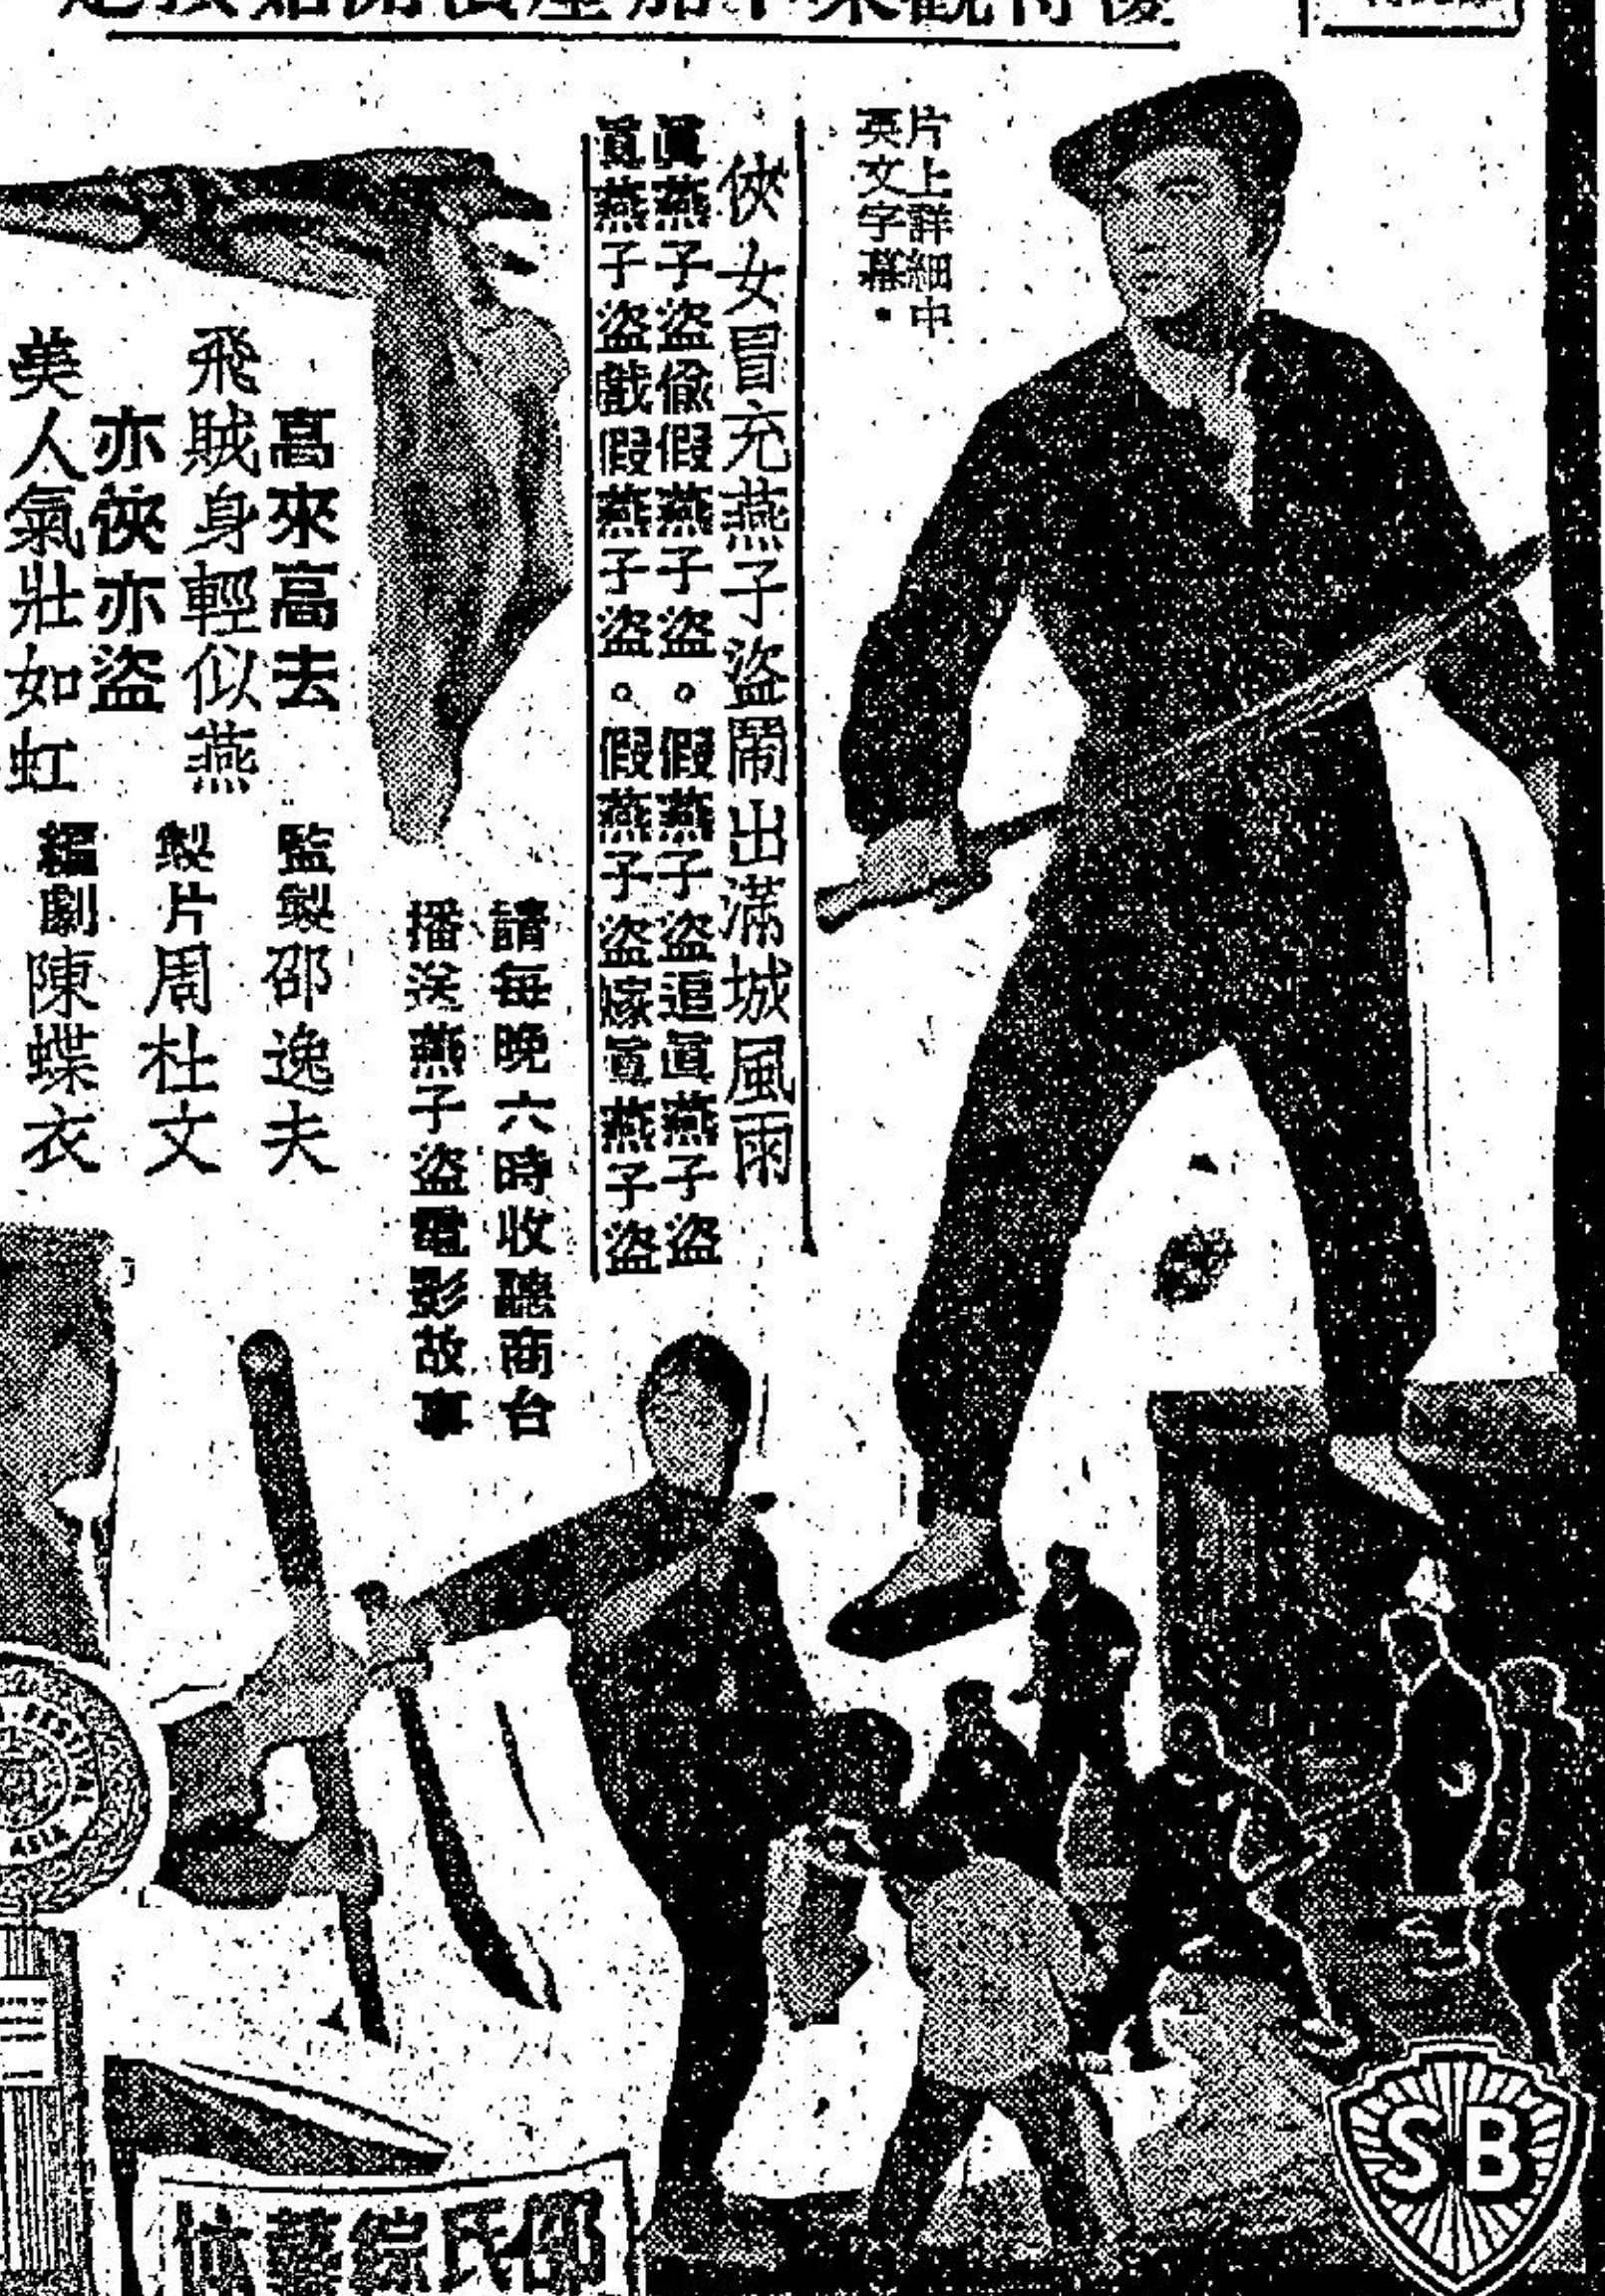 片上詳細中
英文字幕。
俠女冒充燕子盜鬧出滿城風雨
眞燕子盜偸假燕子盜。假燕子盜追眞燕子盜
眞燕子盜戲假燕子盜。假燕子盜嫁眞燕子盜
請每晚六時收聽商台
播送燕子盜電影故事
高來高去
飛賊身輕似燕
亦俠亦盜
美人氣壯如虹
監製邵逸夫
製片周杜文
編劇陳蝶衣
FESTIVAL
ASIA
邵氏綜藝
SB